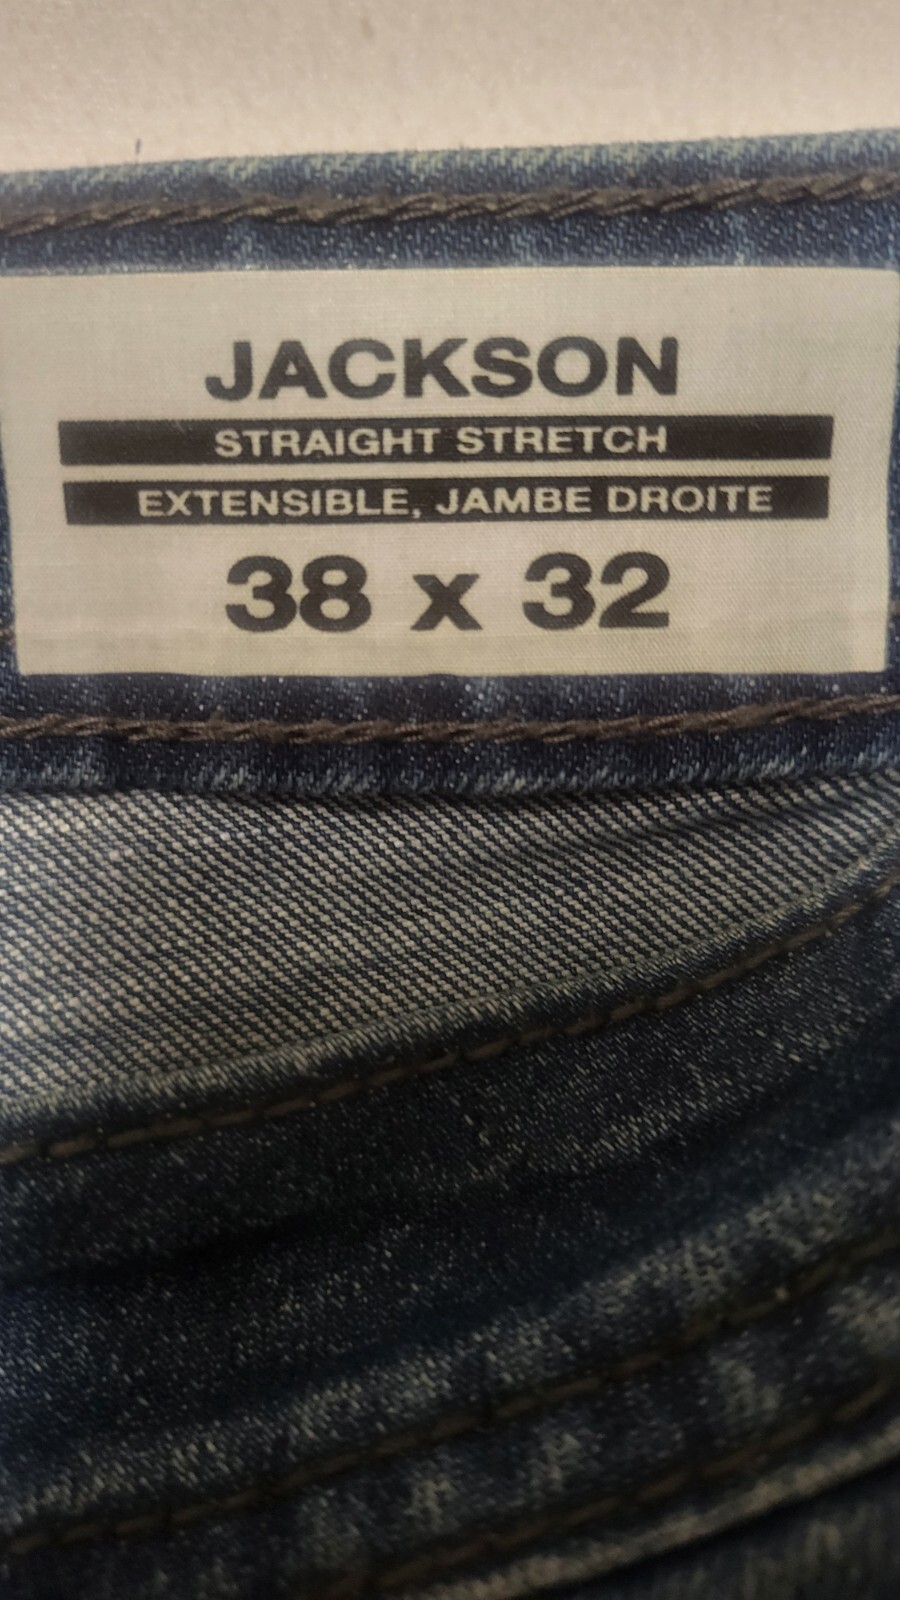 JACKSON
STRAIGHT STRETCH
EXTENSIBLE, JAMBE DROITE
38 x 32